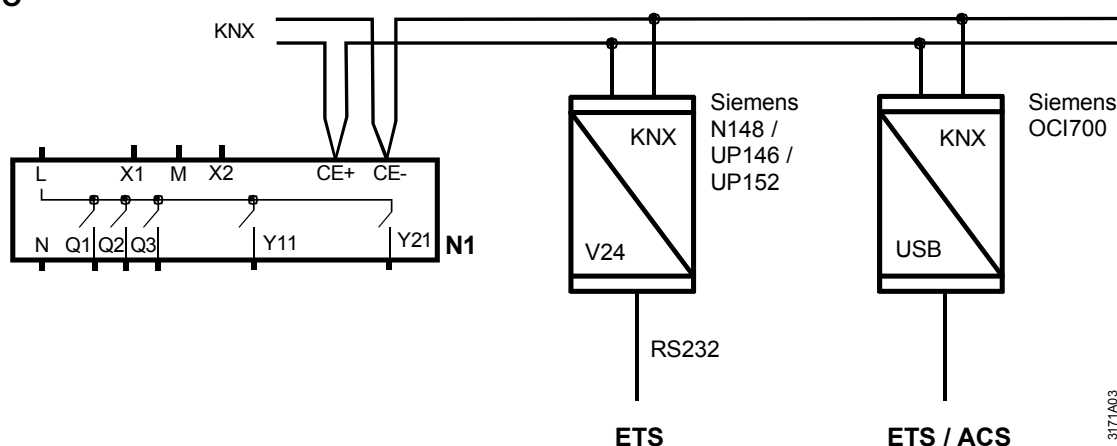 KNX
L X1 M X2 CE+ CE-
N Q1 Q2 Q3 Y11 Y21 N1
KNX
V24
Siemens
N148 /
UP146 /
UP152
RS232
ETS
KNX
USB
Siemens
OCI700
ETS / ACS
3171A03